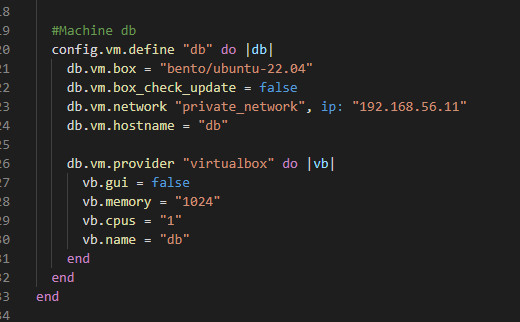 18
19 #Machine db
20 config.vm.define "db" do |db|
21 db.vm.box = "bento/ubuntu-22.04"
22 db.vm.box_check_update = false
23 db.vm.network "private_network", ip: "192.168.56.11"
24 db.vm.hostname = "db"
25
26 db.vm.provider "virtualbox" do |vb|
27 vb.gui = false
28 vb.memory = "1024"
29 vb.cpus = "1"
30 vb.name = "db"
31 end
32 end
33 end
34